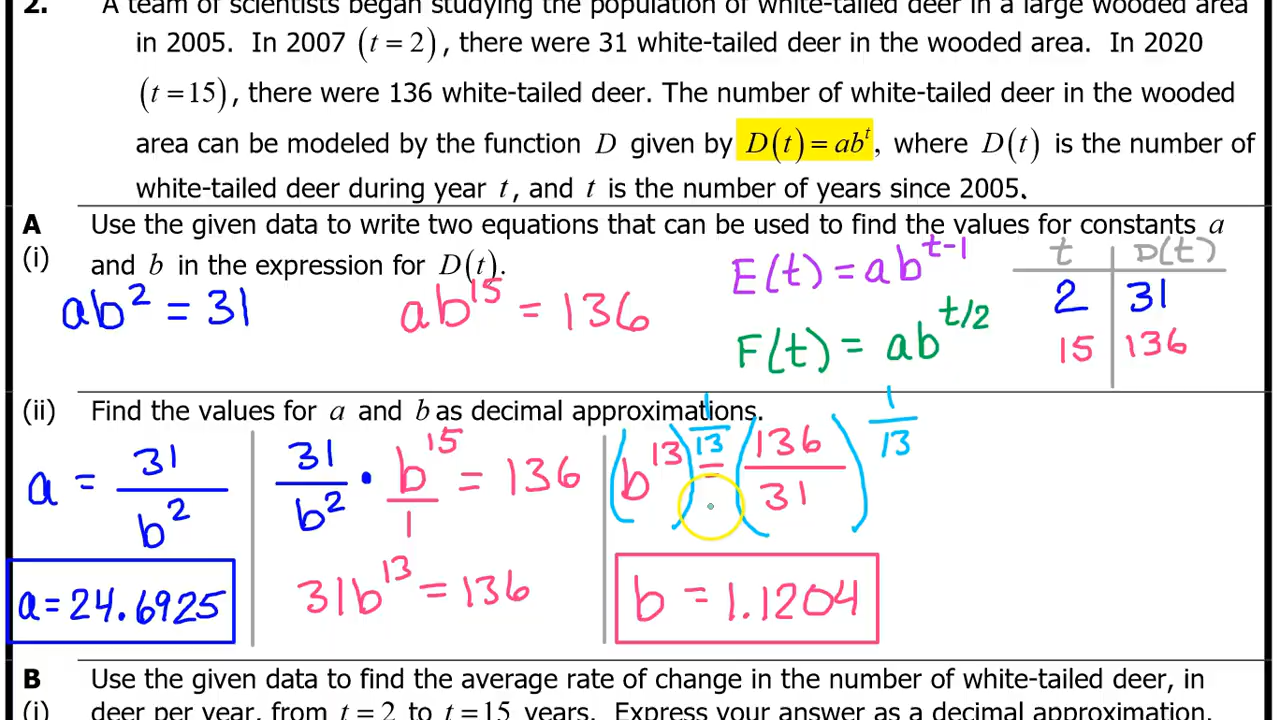 2. A team of scientists began studying the population of white-tailed deer in a large wooded area
in 2005. In 2007 (t = 2), there were 31 white-tailed deer in the wooded area. In 2020
(t = 15), there were 136 white-tailed deer. The number of white-tailed deer in the wooded
area can be modeled by the function D given by D(t) = ab^t, where D(t) is the number of
white-tailed deer during year t, and t is the number of years since 2005.
A Use the given data to write two equations that can be used to find the values for constants a
(i) and b in the expression for D(t).
ab^2 = 31
ab^15 = 136
E(t) = ab^(t-1)
F(t) = ab^(t/2)
t D(t)
2 31
15 136
(ii) Find the values for a and b as decimal approximations.
a = 31/b^2
31/b^2 • b^15/1 = 136
(b^13)^(1/13) = (136/31)^(1/13)
a = 24.6925
31b^13 = 136
b = 1.1204
B Use the given data to find the average rate of change in the number of white-tailed deer, in
(i) deer per year, from t = 2 to t = 15 years. Express your answer as a decimal approximation.